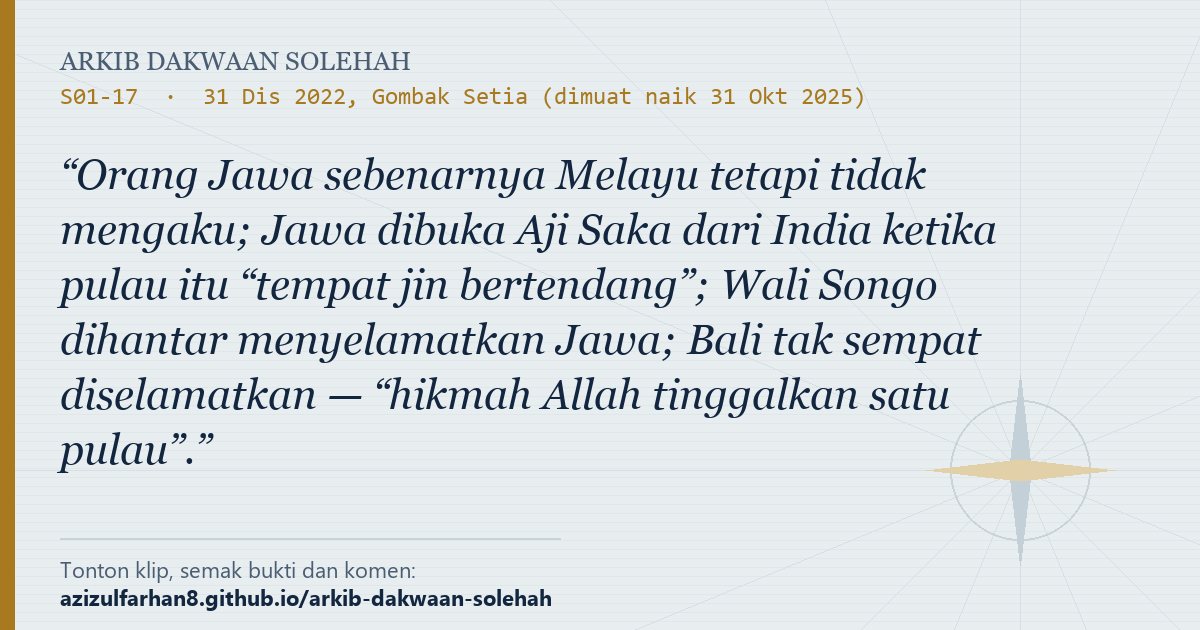 ARKIB DAKWAAN SOLEHAH
S01-17 · 31 Dis 2022, Gombak Setia (dimuat naik 31 Okt 2025)
“Orang Jawa sebenarnya Melayu tetapi tidak
mengaku; Jawa dibuka Aji Saka dari India ketika
pulau itu “tempat jin bertendang”; Wali Songo
dihantar menyelamatkan Jawa; Bali tak sempat
diselamatkan — “hikmah Allah tinggalkan satu
pulau”.”
Tonton klip, semak bukti dan komen:
azizulfarhan8.github.io/arkib-dakwaan-solehah